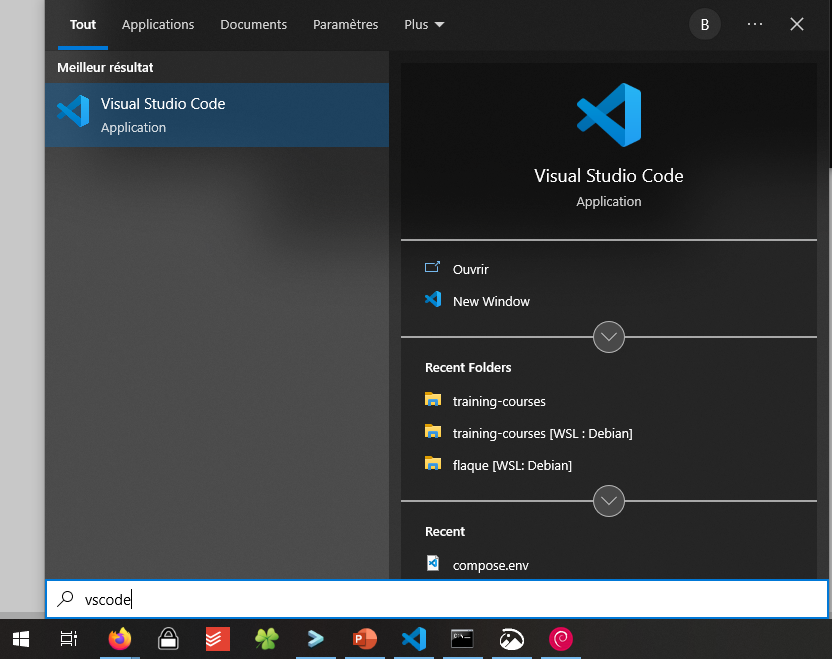 Tout Applications Documents Paramètres Plus B
Meilleur résultat
Visual Studio Code
Application
Visual Studio Code
Application
Ouvrir
New Window
Recent Folders
training-courses
training-courses [WSL : Debian]
flaque [WSL: Debian]
Recent
compose.env
vscode